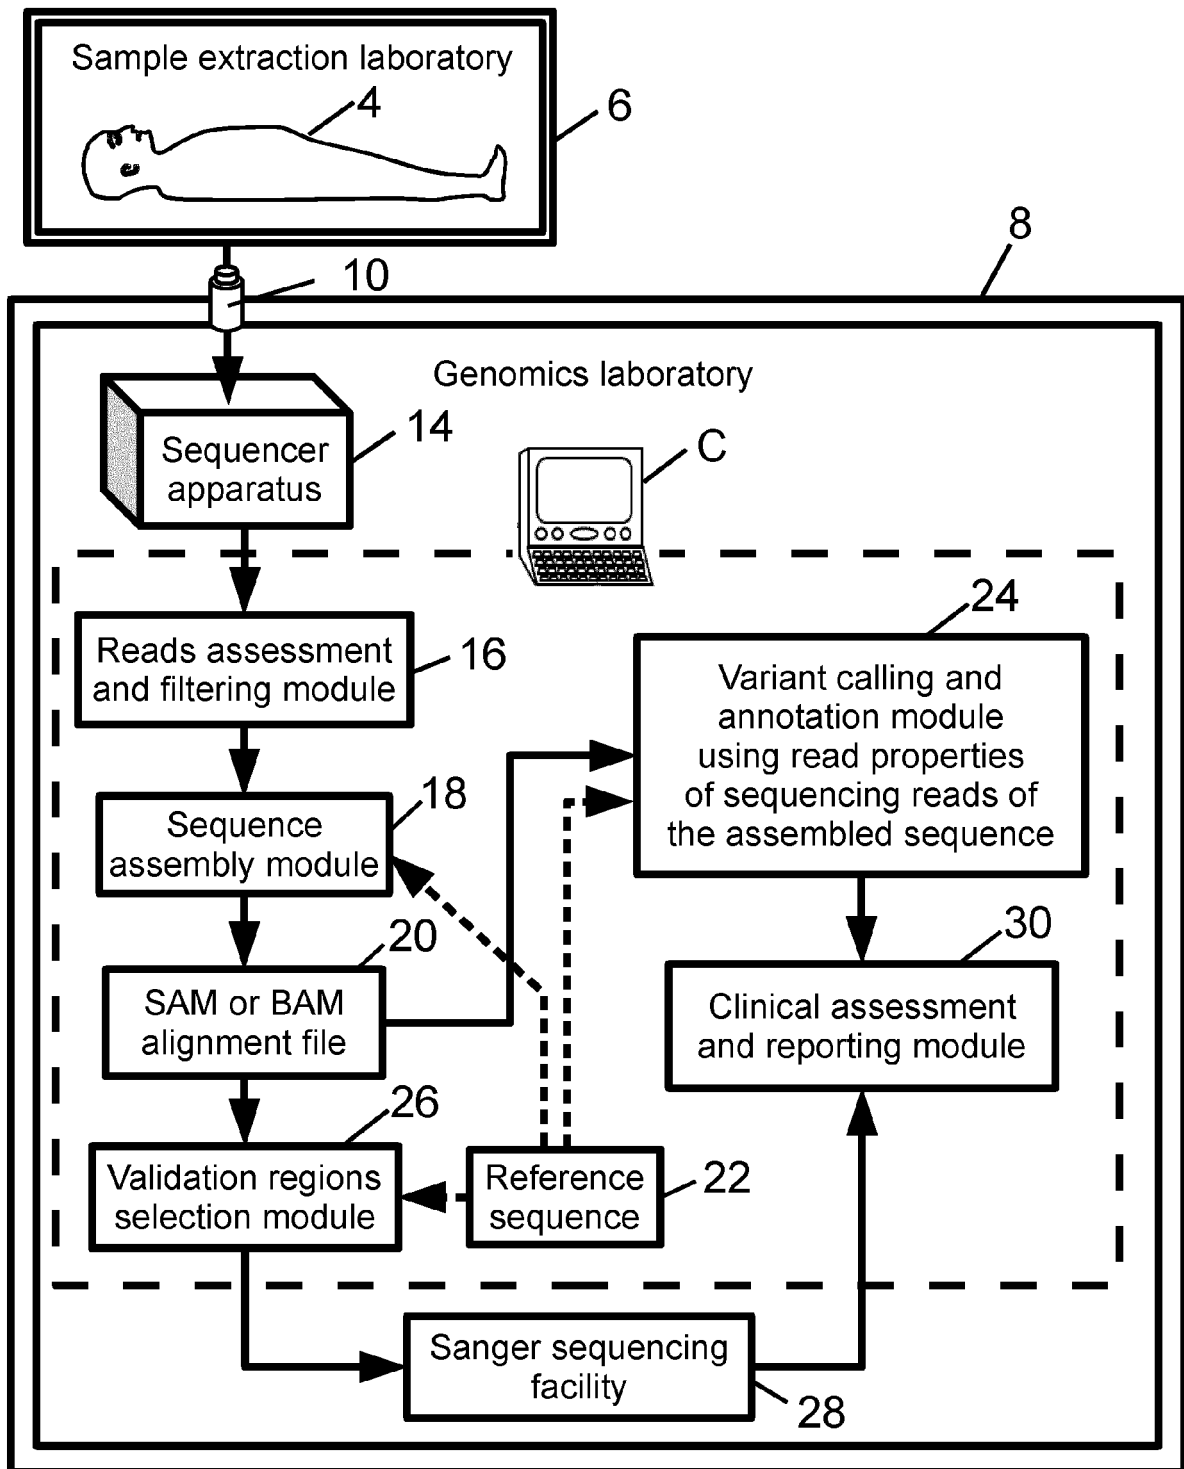 Sample extraction laboratory
4
6
8
10
Genomics laboratory
14
Sequencer
apparatus
C
24
Reads assessment
and filtering module
16
Variant calling and
annotation module
using read properties
of sequencing reads of
the assembled sequence
18
Sequence
assembly module
20
30
SAM or BAM
alignment file
Clinical assessment
and reporting module
26
Validation regions
selection module
Reference
sequence
22
Sanger sequencing
facility
28